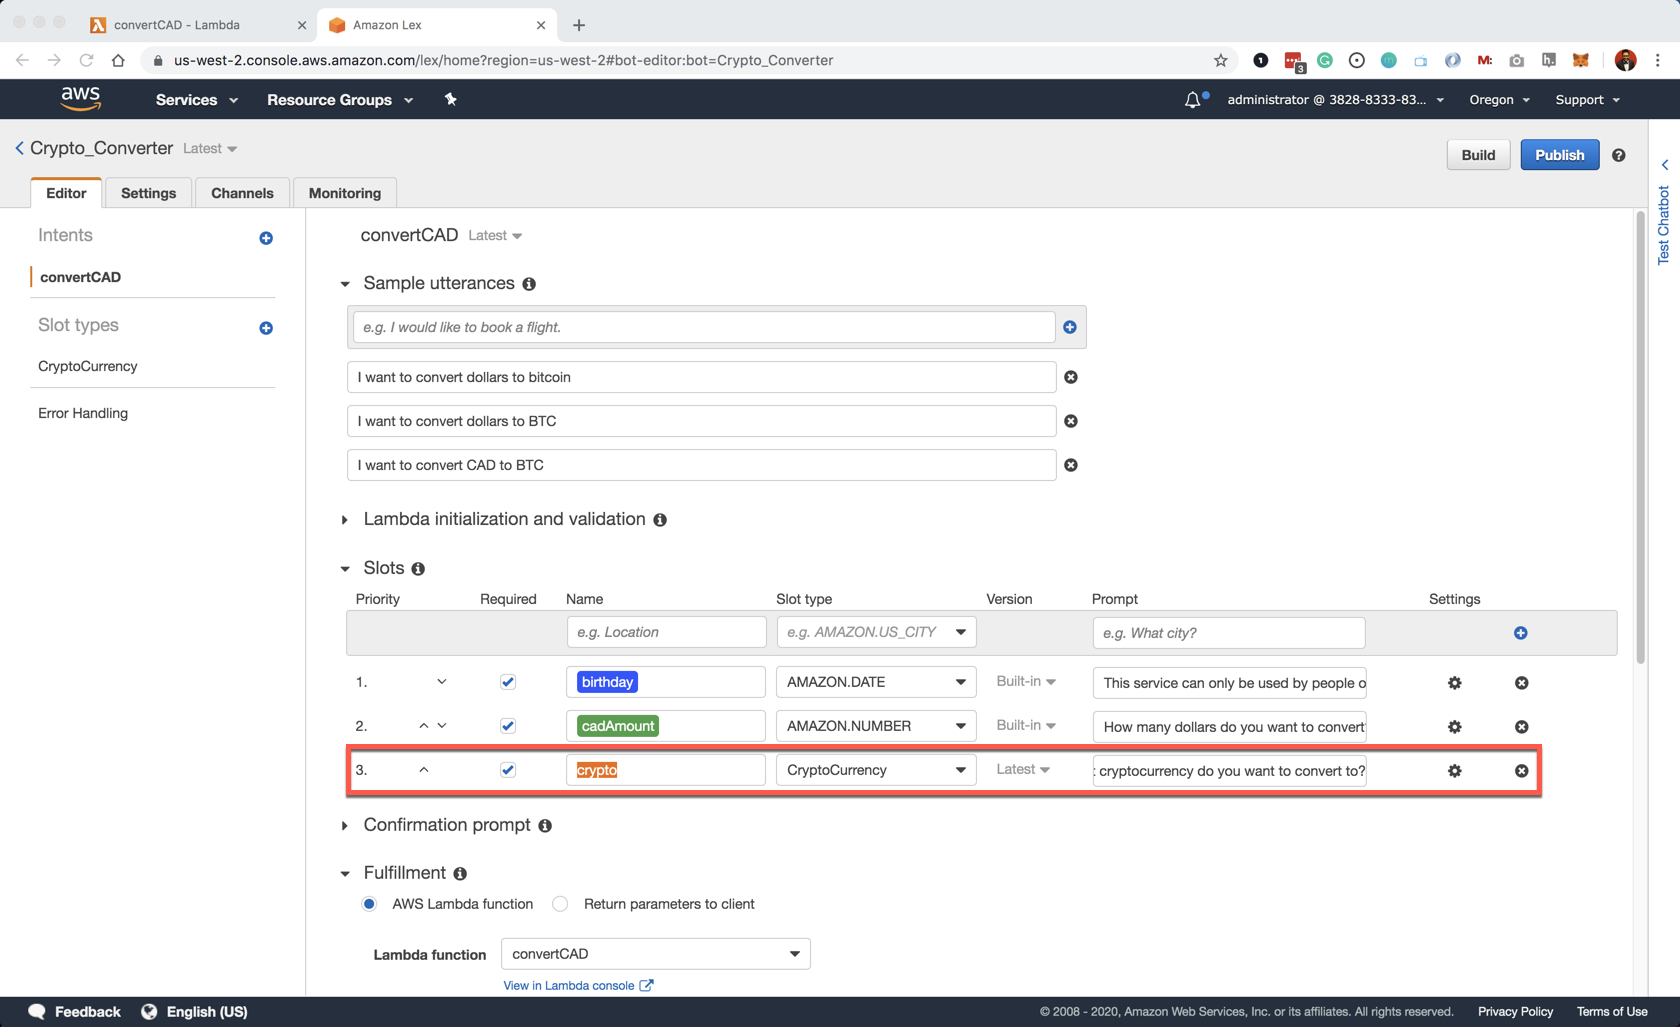 convertCAD - Lambda
Amazon Lex
us-west-2.console.aws.amazon.com/lex/home?region=us-west-2#bot-editor:bot=Crypto_Converter
3
M:
h.
aws
Services
Resource Groups
administrator @ 3828-8333-83...
Oregon
Support
Crypto_Converter Latest
Build
Publish
Editor
Settings
Channels
Monitoring
Test Chatbot
Intents
convertCAD
Slot types
CryptoCurrency
Error Handling
convertCAD Latest
Sample utterances
e.g. I would like to book a flight.
I want to convert dollars to bitcoin
I want to convert dollars to BTC
I want to convert CAD to BTC
Lambda initialization and validation
Slots
Priority Required Name Slot type Version Prompt Settings
e.g. Location e.g. AMAZON.US_CITY e.g. What city?
1. birthday AMAZON.DATE Built-in This service can only be used by people o
2. cadAmount AMAZON.NUMBER Built-in How many dollars do you want to convert
3. crypto CryptoCurrency Latest cryptocurrency do you want to convert to?
Confirmation prompt
Fulfillment
AWS Lambda function Return parameters to client
Lambda function convertCAD
View in Lambda console
Feedback English (US) © 2008 - 2020, Amazon Web Services, Inc. or its affiliates. All rights reserved. Privacy Policy Terms of Use